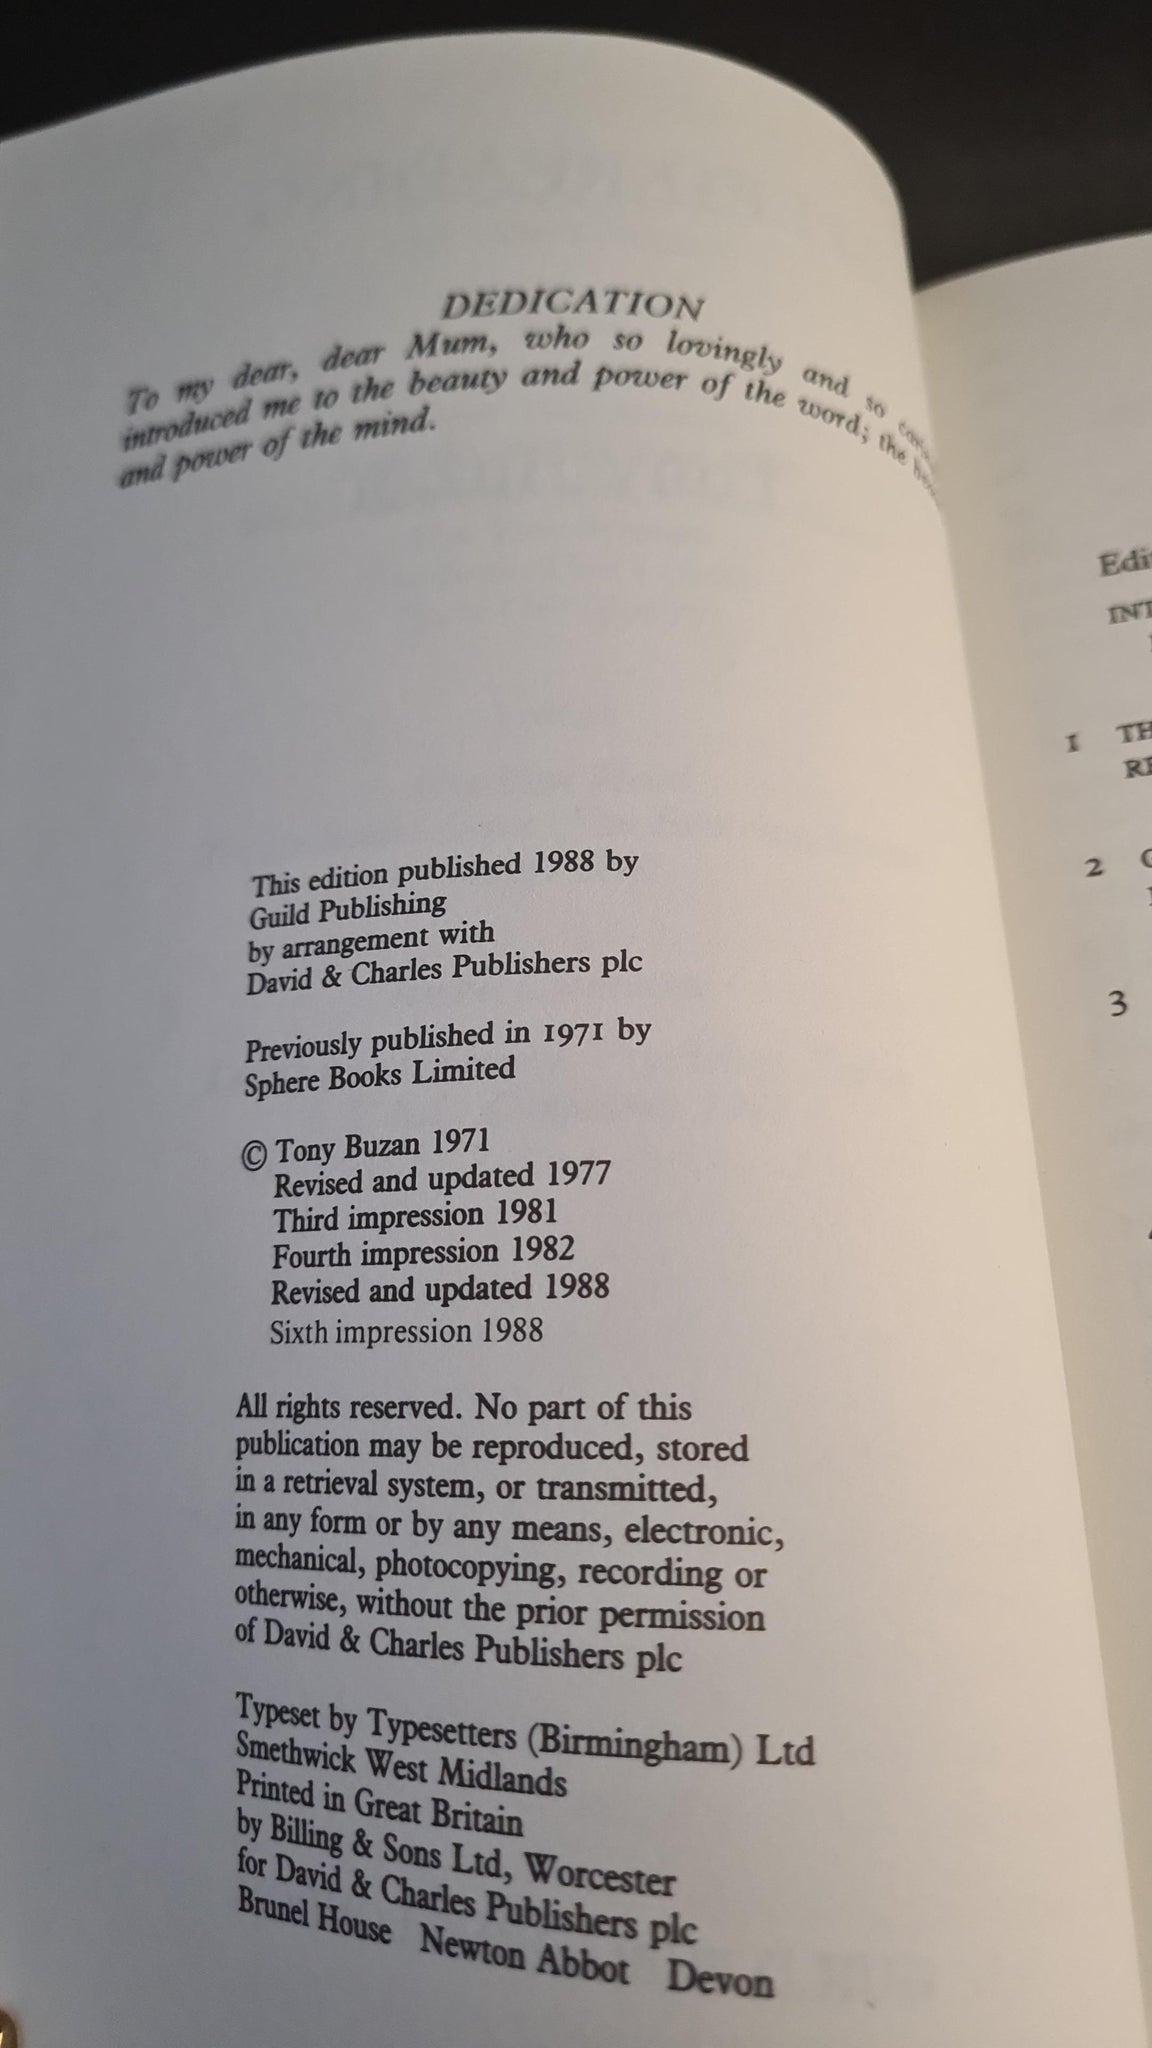 DEDICATION
To my dear, dear Mum, who so lovingly and so
introduced me to the beauty and power of the word; the
and power of the mind.
This edition published 1988 by
Guild Publishing
by arrangement with
David & Charles Publishers plc
Previously published in 1971 by
Sphere Books Limited
© Tony Buzan 1971
Revised and updated 1977
Third impression 1981
Fourth impression 1982
Revised and updated 1988
Sixth impression 1988
All rights reserved. No part of this
publication may be reproduced, stored
in a retrieval system, or transmitted,
in any form or by any means, electronic,
mechanical, photocopying, recording or
otherwise, without the prior permission
of David & Charles Publishers plc
Typeset by Typesetters (Birmingham) Ltd
Smethwick West Midlands
Printed in Great Britain
by Billing & Sons Ltd, Worcester
for David & Charles Publishers plc
Brunel House Newton Abbot Devon
Edi
INT
1 TH
RE
2
3